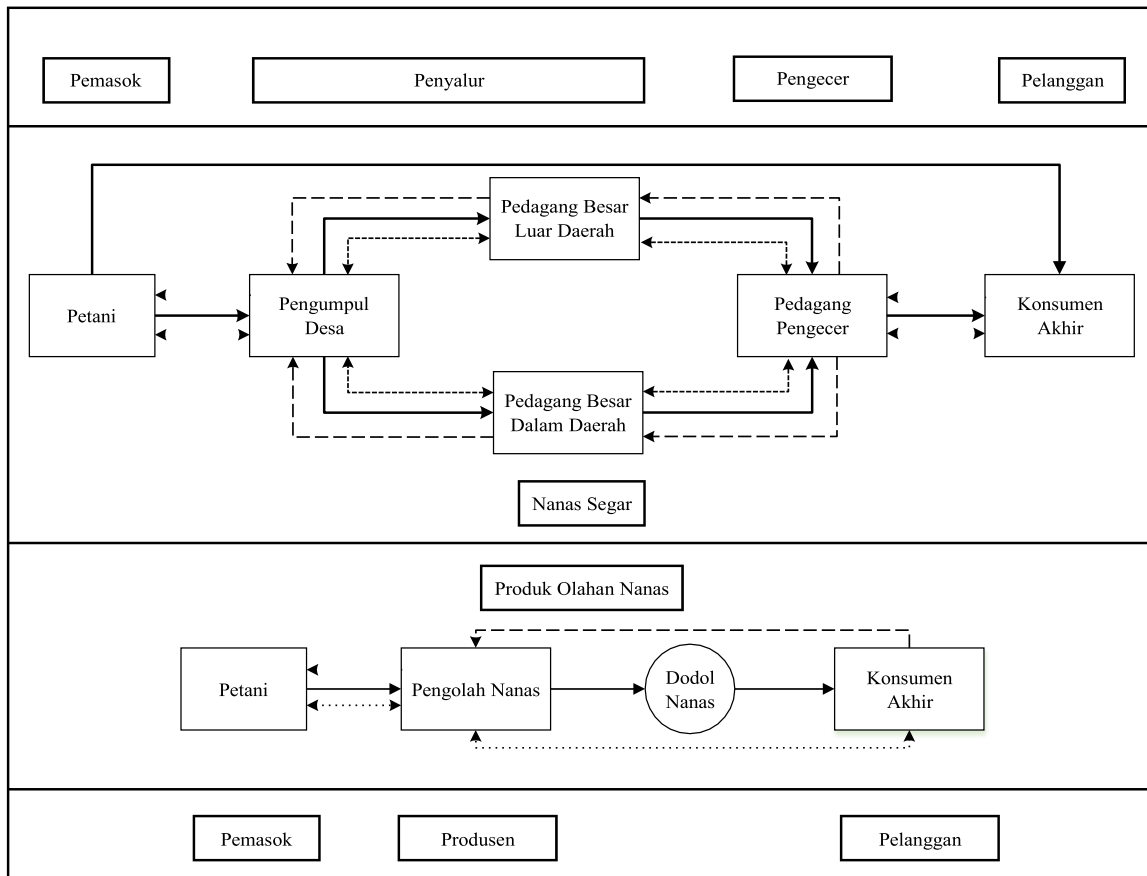 Pemasok
Penyalur
Pengecer
Pelanggan
Pedagang Besar
Luar Daerah
Petani
Pengumpul
Desa
Pedagang
Pengecer
Konsumen
Akhir
Pedagang Besar
Dalam Daerah
Nanas Segar
Produk Olahan Nanas
Petani
Pengolah Nanas
Dodol
Nanas
Konsumen
Akhir
Pemasok
Produsen
Pelanggan